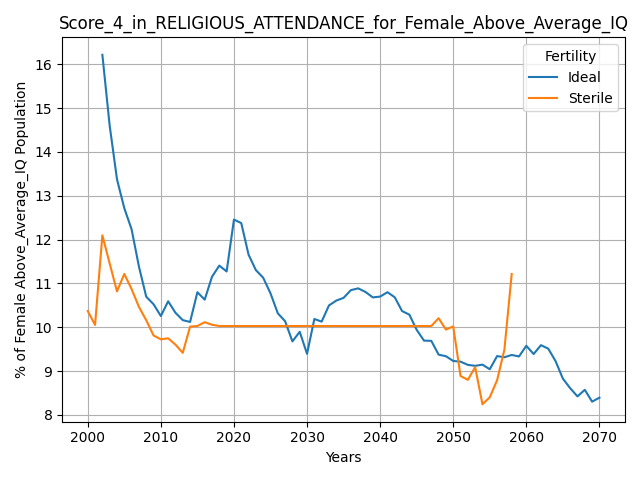 Score_4_in_RELIGIOUS_ATTENDANCE_for_Female_Above_Average_IQ
Fertility
Ideal
Sterile
% of Female Above_Average_IQ Population
16
15
14
13
12
11
10
9
8
2000 2010 2020 2030 2040 2050 2060 2070
Years